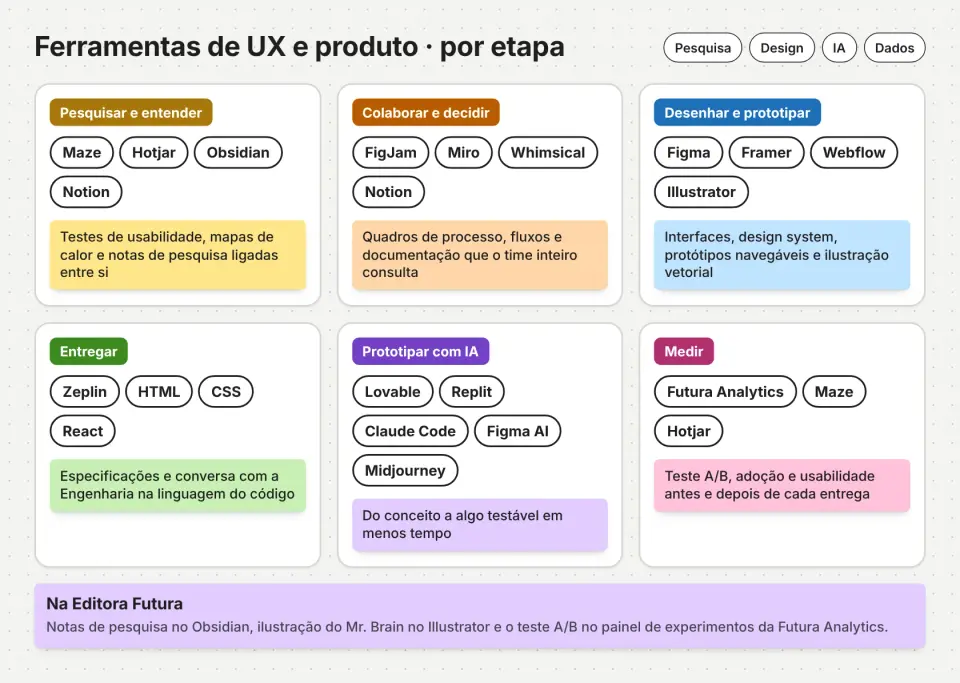 Ferramentas de UX e produto · por etapa
Pesquisa
Design
IA
Dados
Pesquisar e entender
Maze
Hotjar
Obsidian
Notion
Testes de usabilidade, mapas de
calor e notas de pesquisa ligadas
entre si
Colaborar e decidir
FigJam
Miro
Whimsical
Notion
Quadros de processo, fluxos e
documentação que o time inteiro
consulta
Desenhar e prototipar
Figma
Framer
Webflow
Illustrator
Interfaces, design system,
protótipos navegáveis e ilustração
vetorial
Entregar
Zeplin
HTML
CSS
React
Especificações e conversa com a
Engenharia na linguagem do código
Prototipar com IA
Lovable
Replit
Claude Code
Figma AI
Midjourney
Do conceito a algo testável em
menos tempo
Medir
Futura Analytics
Maze
Hotjar
Teste A/B, adoção e usabilidade
antes e depois de cada entrega
Na Editora Futura
Notas de pesquisa no Obsidian, ilustração do Mr. Brain no Illustrator e o teste A/B no painel de experimentos da Futura Analytics.